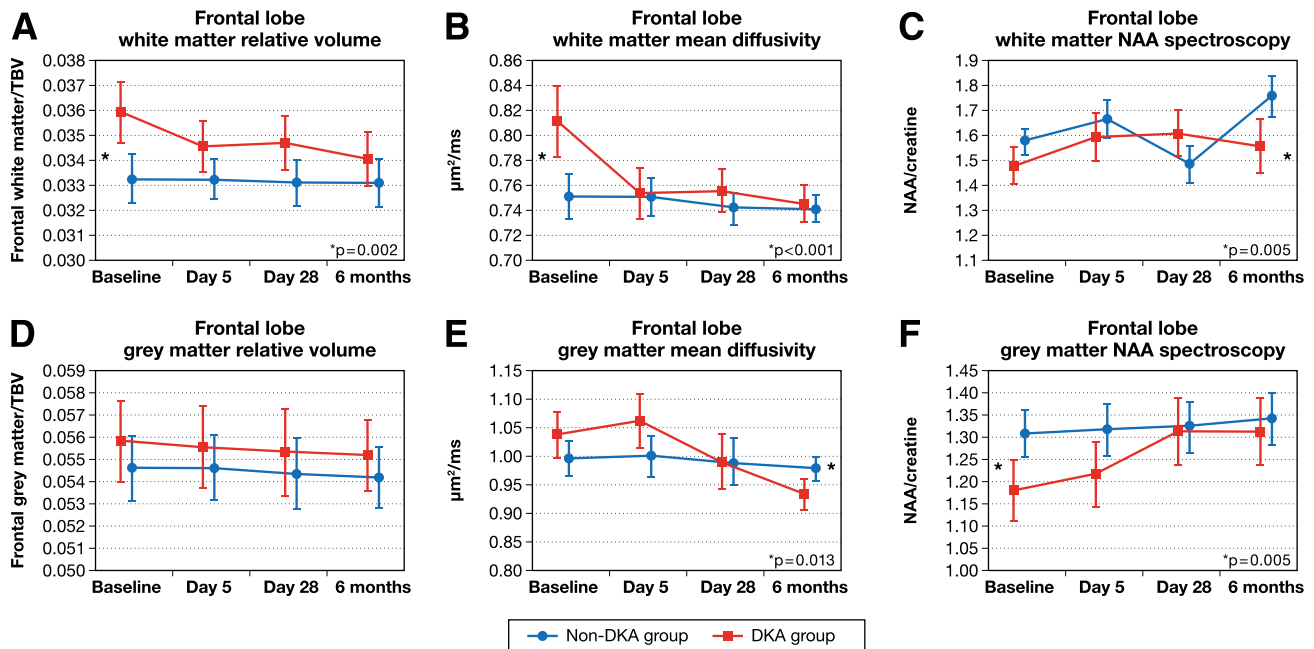 A
Frontal lobe
white matter relative volume
Frontal white matter/TBV
0.038
0.037
0.036
0.035
0.034
0.033
0.032
0.031
0.030
*
*p=0.002
Baseline Day 5 Day 28 6 months
B
Frontal lobe
white matter mean diffusivity
µm²/ms
0.86
0.84
0.82
0.80
0.78
0.76
0.74
0.72
0.70
*
*p<0.001
Baseline Day 5 Day 28 6 months
C
Frontal lobe
white matter NAA spectroscopy
NAA/creatine
1.9
1.8
1.7
1.6
1.5
1.4
1.3
1.2
1.1
*
*p=0.005
Baseline Day 5 Day 28 6 months
D
Frontal lobe
grey matter relative volume
Frontal grey matter/TBV
0.059
0.058
0.057
0.056
0.055
0.054
0.053
0.052
0.051
0.050
Baseline Day 5 Day 28 6 months
E
Frontal lobe
grey matter mean diffusivity
µm²/ms
1.15
1.10
1.05
1.00
0.95
0.90
0.85
0.80
*
*p=0.013
Baseline Day 5 Day 28 6 months
F
Frontal lobe
grey matter NAA spectroscopy
NAA/creatine
1.45
1.40
1.35
1.30
1.25
1.20
1.15
1.10
1.05
1.00
*
*p=0.005
Baseline Day 5 Day 28 6 months
Non-DKA group DKA group